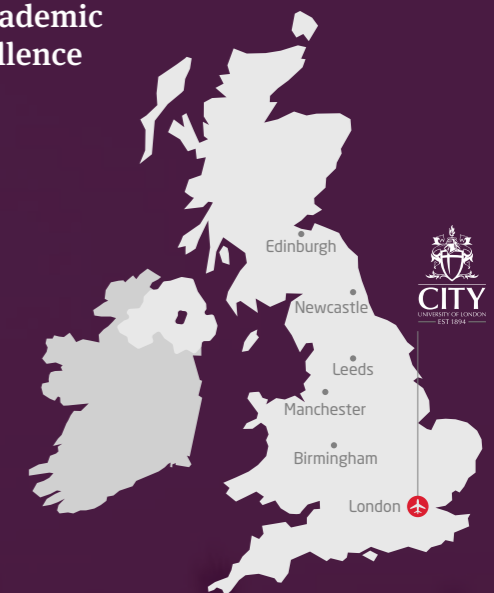 ademic
llence
Edinburgh
CITY
UNIVERSITY OF LONDON
EST 1894
Newcastle
Leeds
Manchester
Birmingham
London